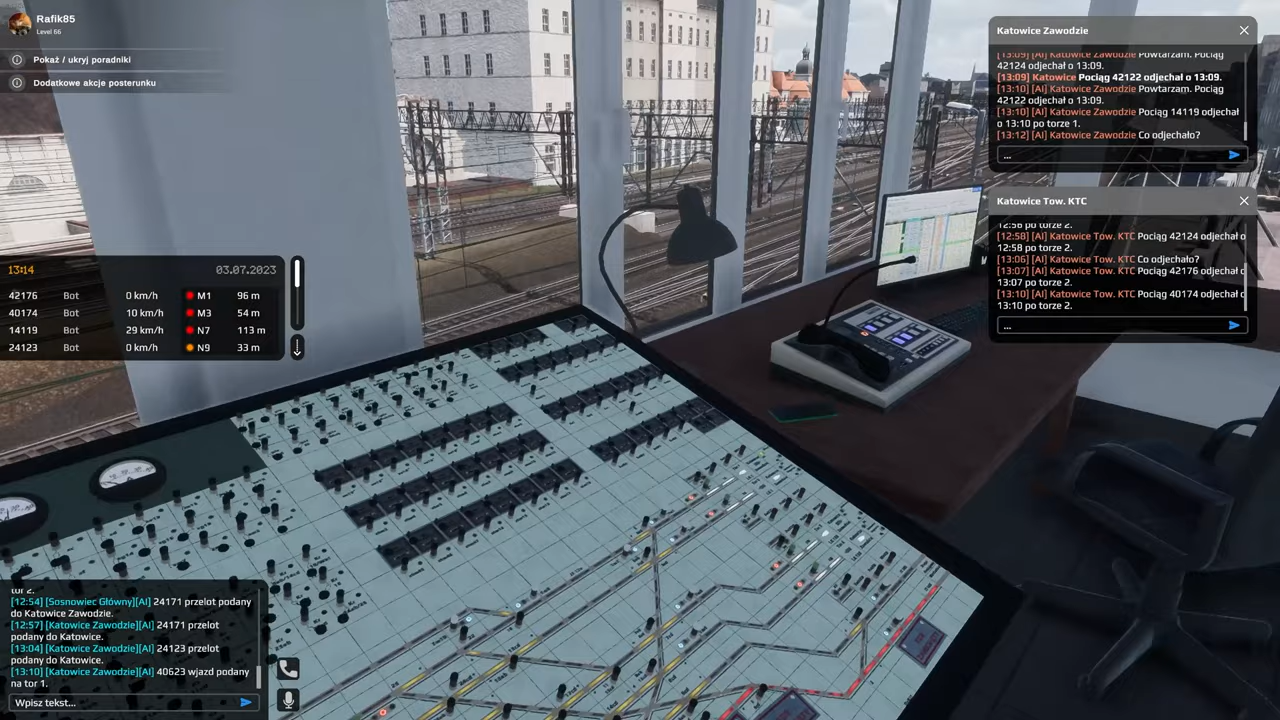 Rafik85
Level 66
Pokaż / ukryj poradniki
Dodatkowe akcje posterunku
13:14 03.07.2023
42176 Bot 0 km/h M1 96 m
40174 Bot 10 km/h M3 54 m
14119 Bot 29 km/h N7 113 m
24123 Bot 0 km/h N9 33 m
tor 2.
[12:54] [Sosnowiec Główny][AI] 24171 przelot podany
do Katowice Zawodzie.
[12:57] [Katowice Zawodzie][AI] 24171 przelot
podany do Katowice.
[13:04] [Katowice Zawodzie][AI] 24123 przelot
podany do Katowice.
[13:10] [Katowice Zawodzie][AI] 40623 wjazd podany
na tor 1.
Wpisz tekst...
Katowice Zawodzie
[13:09] [AI] Katowice Zawodzie Powtarzam. Pociąg
42124 odjechał o 13:09.
[13:09] Katowice Pociąg 42122 odjechał o 13:09.
[13:10] [AI] Katowice Zawodzie Powtarzam. Pociąg
42122 odjechał o 13:09.
[13:10] [AI] Katowice Zawodzie Pociąg 14119 odjechał
o 13:10 po torze 1.
[13:12] [AI] Katowice Zawodzie Co odjechało?
...
Katowice Tow. KTC
12:56 po torze 2.
[12:58] [AI] Katowice Tow. KTC Pociąg 42124 odjechał o
12:58 po torze 2.
[13:06] [AI] Katowice Tow. KTC Co odjechało?
[13:07] [AI] Katowice Tow. KTC Pociąg 42176 odjechał o
13:07 po torze 2.
[13:10] [AI] Katowice Tow. KTC Pociąg 40174 odjechał o
13:10 po torze 2.
...